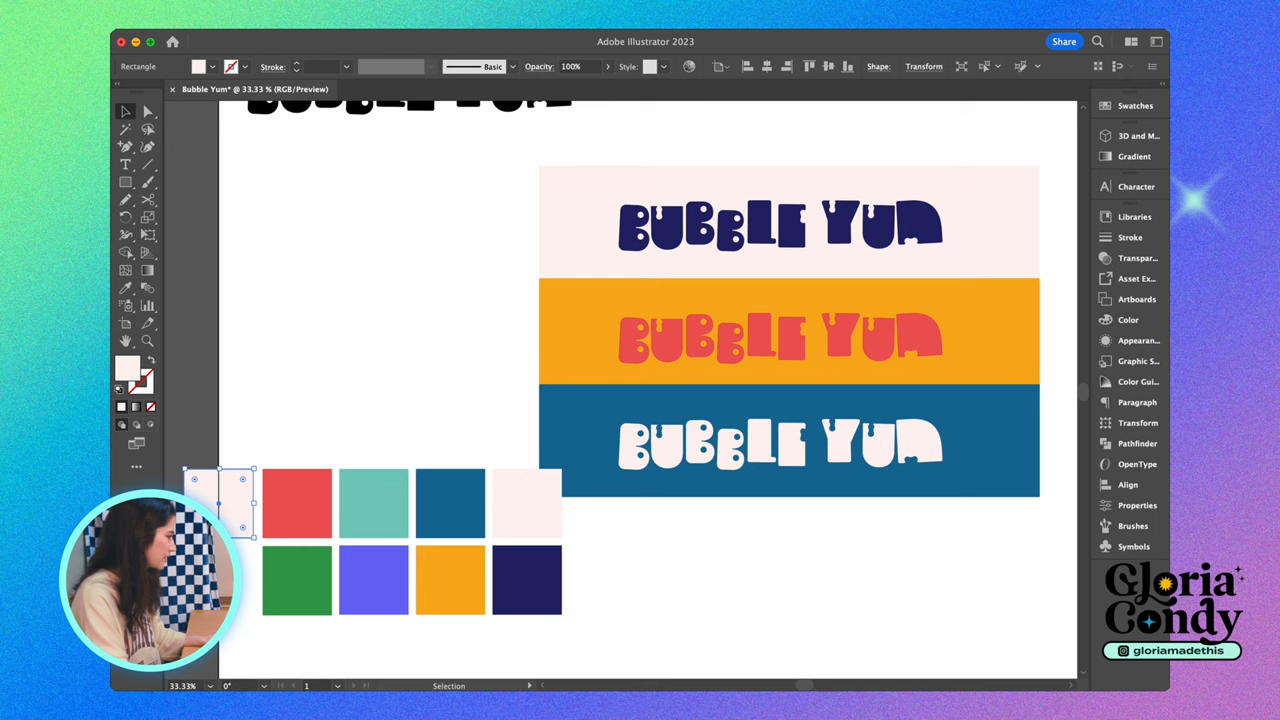 Adobe Illustrator 2023
Share
Rectangle
Stroke:
Basic
Opacity:
100%
Style:
Shape:
Transform
Bubble Yum* @ 33.33 % (RGB/Preview)
BUBBLE YUM
BUBBLE YUM
BUBBLE YUM
BUBBLE YUM
Swatches
3D and M...
Gradient
Character
Libraries
Stroke
Transpar...
Asset Ex...
Artboards
Color
Appearan...
Graphic S...
Color Gui...
Paragraph
Transform
Pathfinder
OpenType
Align
Properties
Brushes
Symbols
33.33%
0°
1
Selection
Gloria
Condy
gloriamadethis